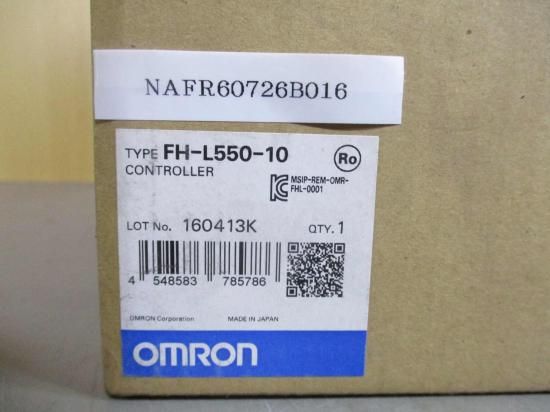 NAFR60726B016
TYPE FH-L550-10
CONTROLLER
Ro
MSIP-REM-OMR-
FHL-0001
LOT No. 160413K QTY. 1
4 548583 785786
OMRON Corporation MADE IN JAPAN
OMRON